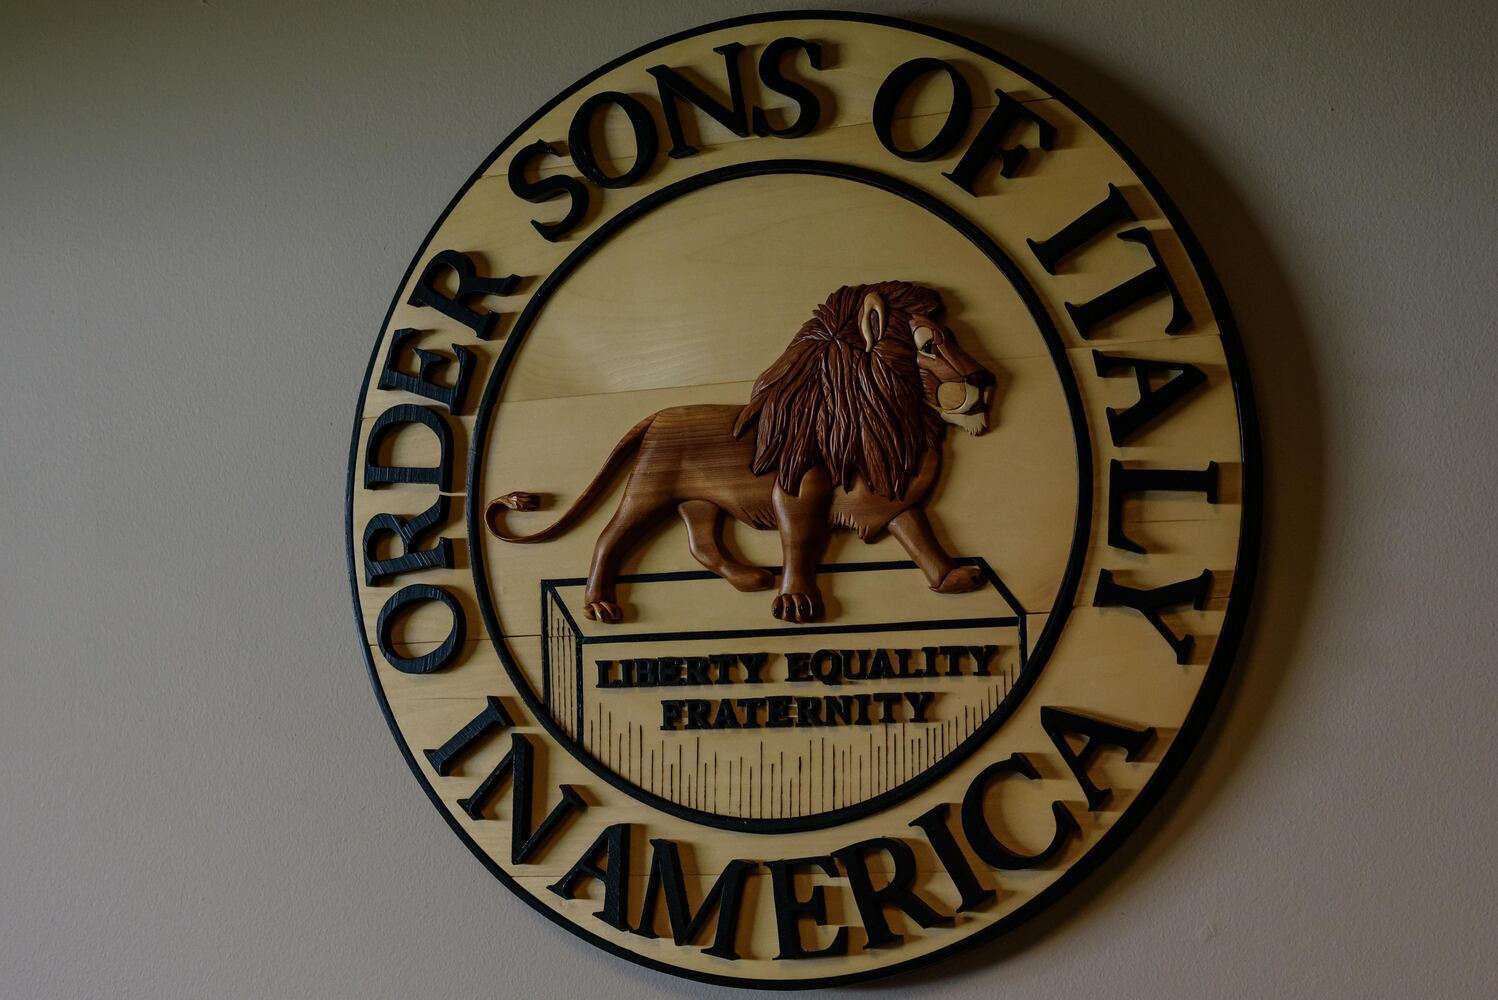 ORDER SONS OF ITALY
IN AMERICA
LIBERTY EQUALITY
FRATERNITY